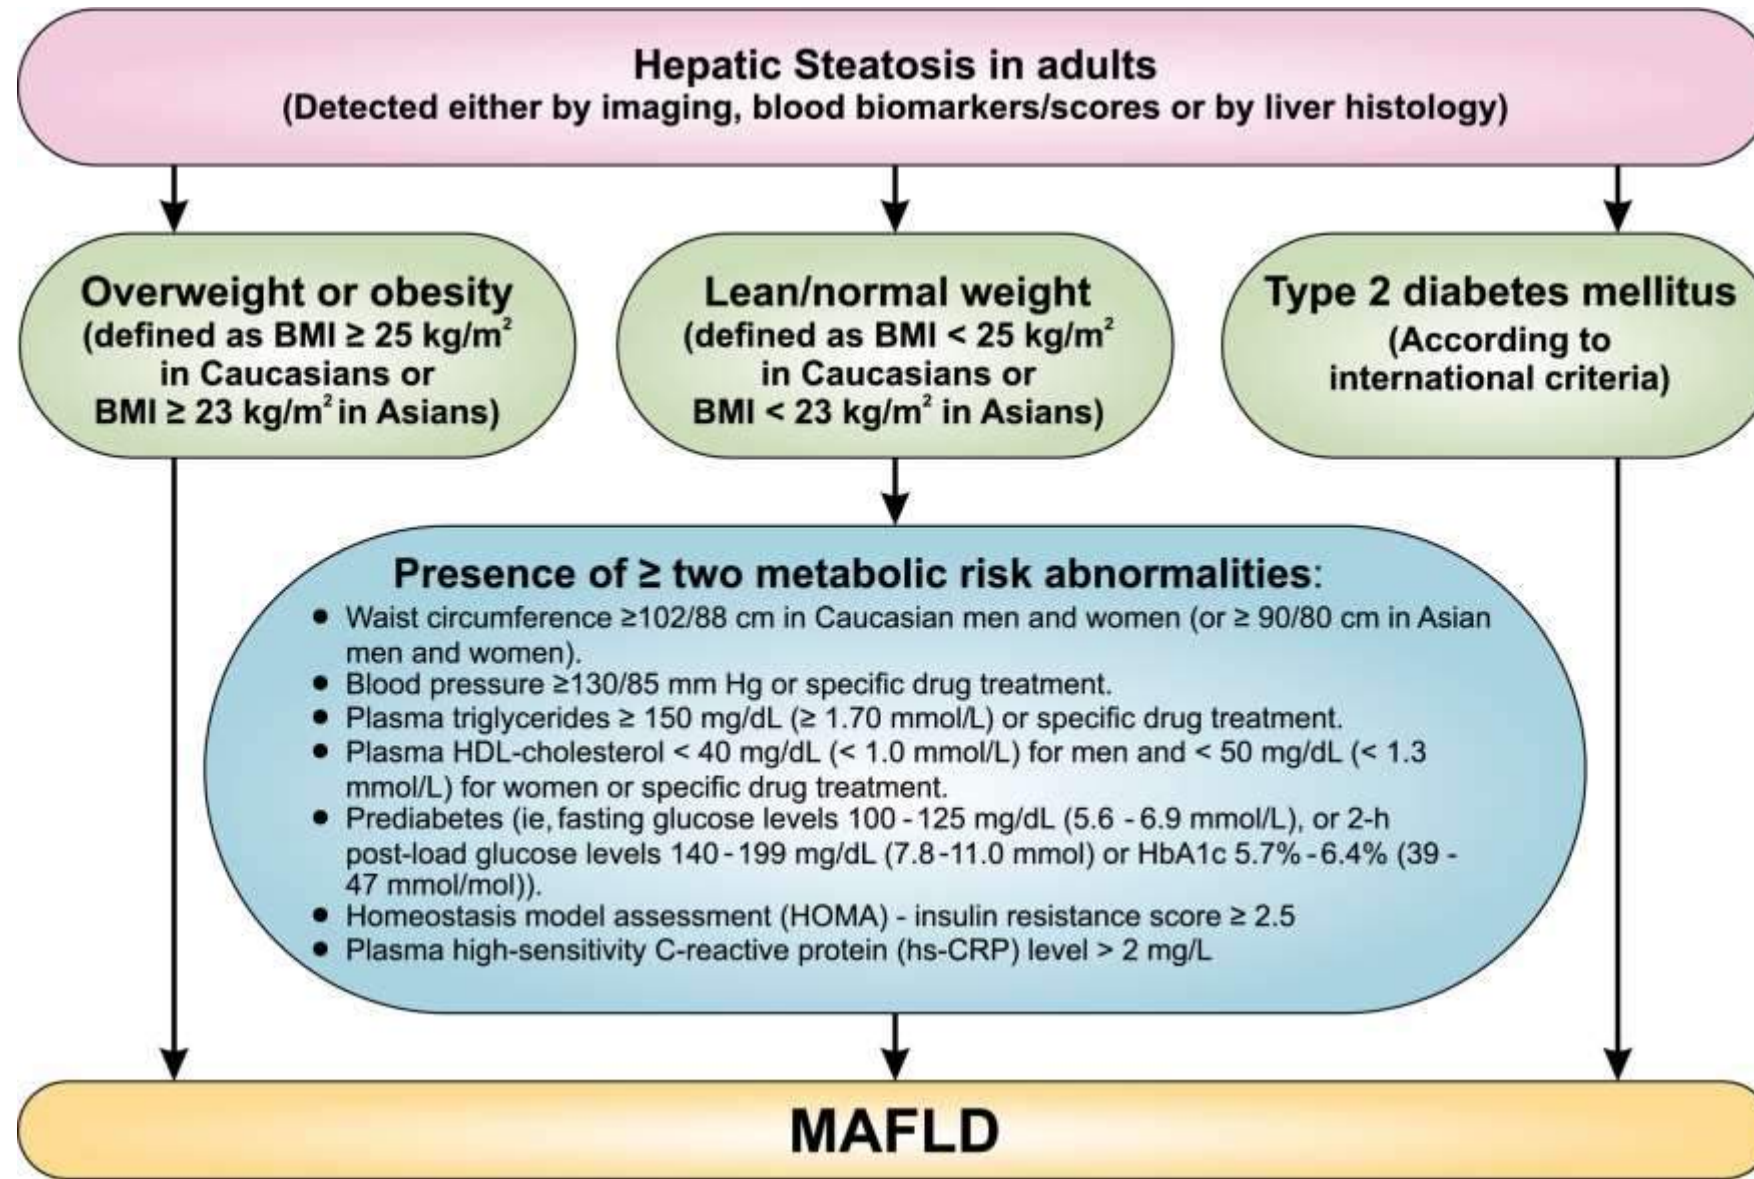 Hepatic Steatosis in adults
(Detected either by imaging, blood biomarkers/scores or by liver histology)
Overweight or obesity
(defined as BMI ≥ 25 kg/m²
in Caucasians or
BMI ≥ 23 kg/m² in Asians)
Lean/normal weight
(defined as BMI < 25 kg/m²
in Caucasians or
BMI < 23 kg/m² in Asians)
Type 2 diabetes mellitus
(According to
international criteria)
Presence of ≥ two metabolic risk abnormalities:
● Waist circumference ≥102/88 cm in Caucasian men and women (or ≥ 90/80 cm in Asian
men and women).
● Blood pressure ≥130/85 mm Hg or specific drug treatment.
● Plasma triglycerides ≥ 150 mg/dL (≥ 1.70 mmol/L) or specific drug treatment.
● Plasma HDL-cholesterol < 40 mg/dL (< 1.0 mmol/L) for men and < 50 mg/dL (< 1.3
mmol/L) for women or specific drug treatment.
● Prediabetes (ie, fasting glucose levels 100 - 125 mg/dL (5.6 - 6.9 mmol/L), or 2-h
post-load glucose levels 140 - 199 mg/dL (7.8-11.0 mmol) or HbA1c 5.7% - 6.4% (39 -
47 mmol/mol)).
● Homeostasis model assessment (HOMA) - insulin resistance score ≥ 2.5
● Plasma high-sensitivity C-reactive protein (hs-CRP) level > 2 mg/L
MAFLD